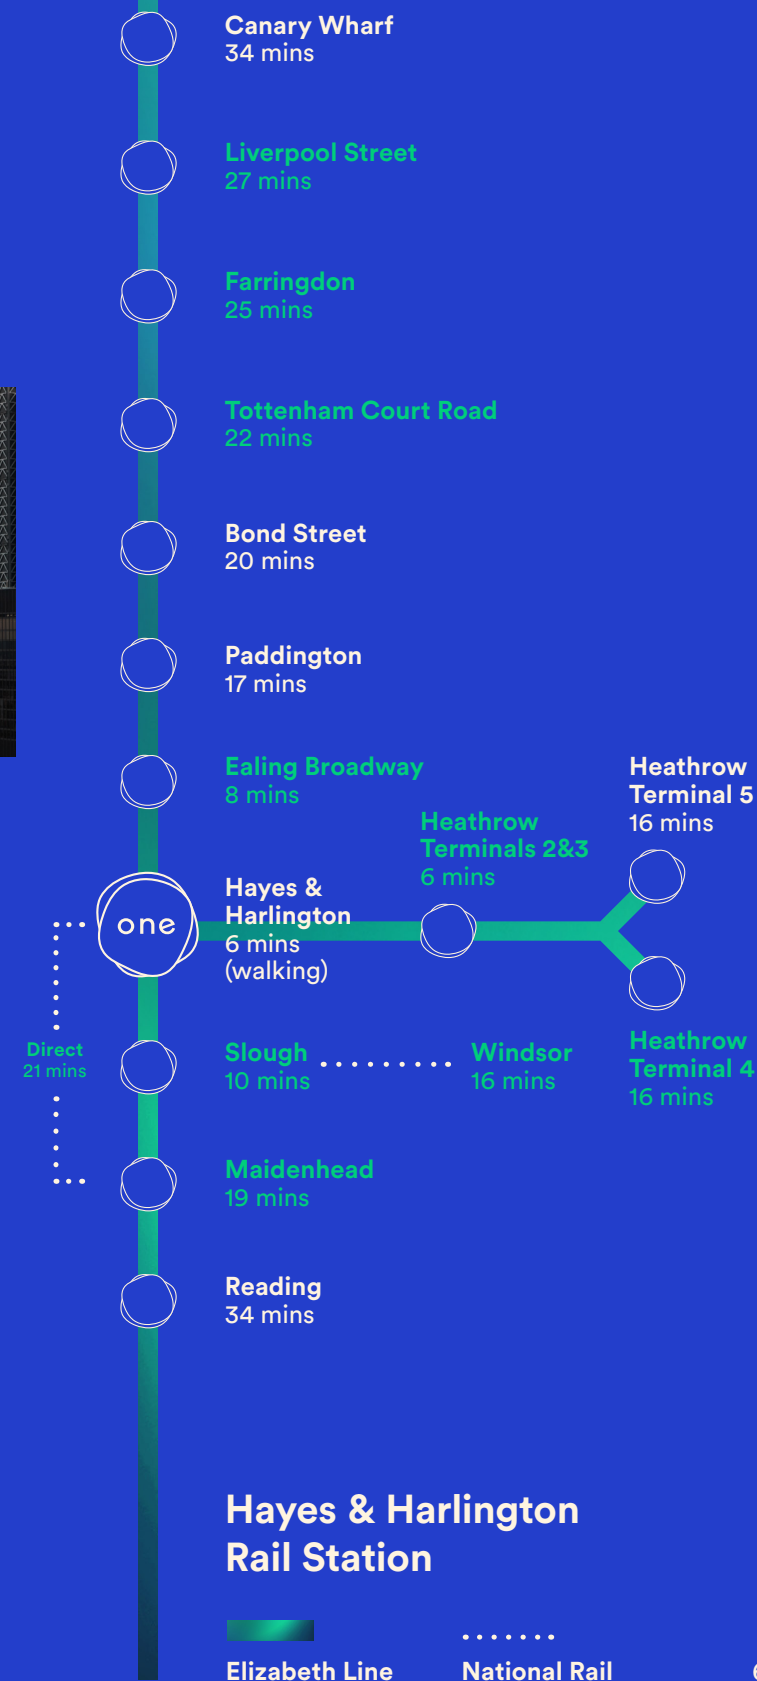 Canary Wharf
34 mins
Liverpool Street
27 mins
Farringdon
25 mins
Tottenham Court Road
22 mins
Bond Street
20 mins
Paddington
17 mins
Ealing Broadway
8 mins
Heathrow
Terminal 5
16 mins
Heathrow
Terminals 2&3
6 mins
one
Hayes &
Harlington
6 mins
(walking)
Direct
21 mins
Slough
10 mins
Windsor
16 mins
Heathrow
Terminal 4
16 mins
Maidenhead
19 mins
Reading
34 mins
Hayes & Harlington
Rail Station
Elizabeth Line
National Rail